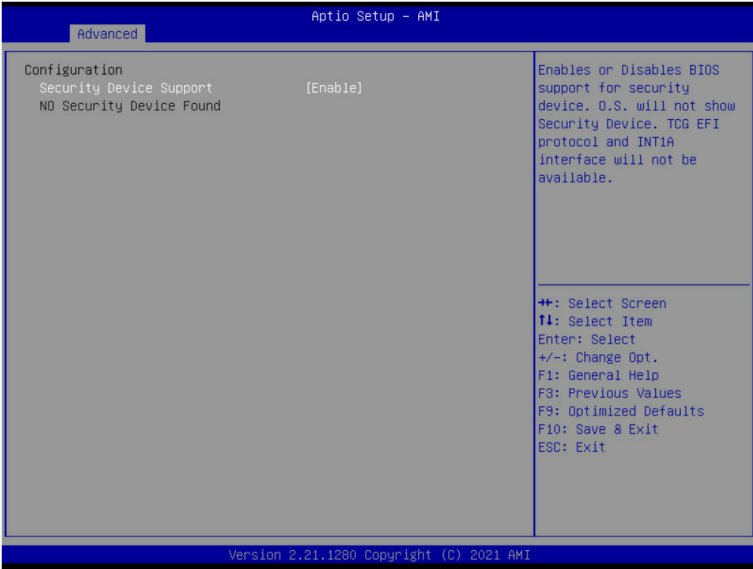 Aptio Setup – AMI
Advanced
Configuration
Security Device Support [Enable]
NO Security Device Found
Enables or Disables BIOS
support for security
device. O.S. will not show
Security Device. TCG EFI
protocol and INT1A
interface will not be
available.
→←: Select Screen
↑↓: Select Item
Enter: Select
+/-: Change Opt.
F1: General Help
F3: Previous Values
F9: Optimized Defaults
F10: Save & Exit
ESC: Exit
Version 2.21.1280 Copyright (C) 2021 AMI